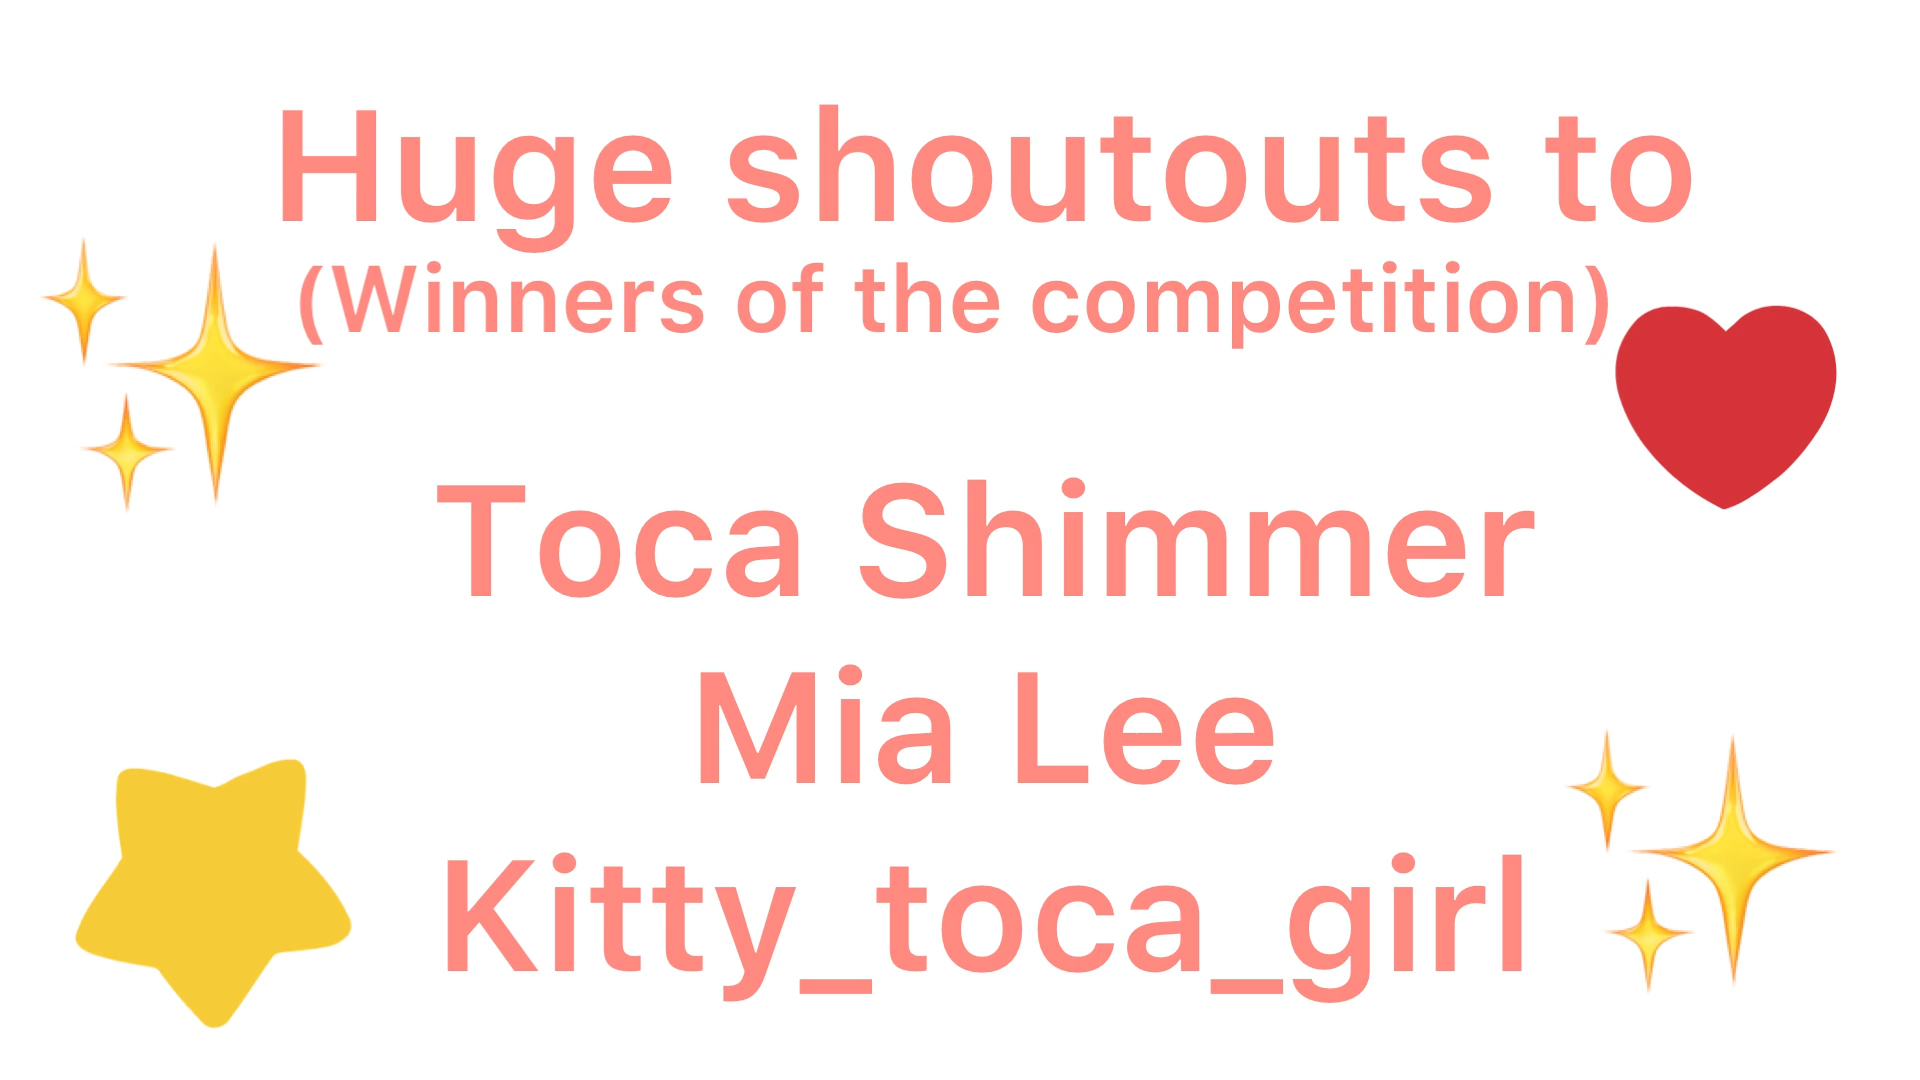 Huge shoutouts to
(Winners of the competition)
Toca Shimmer
Mia Lee
Kitty_toca_girl